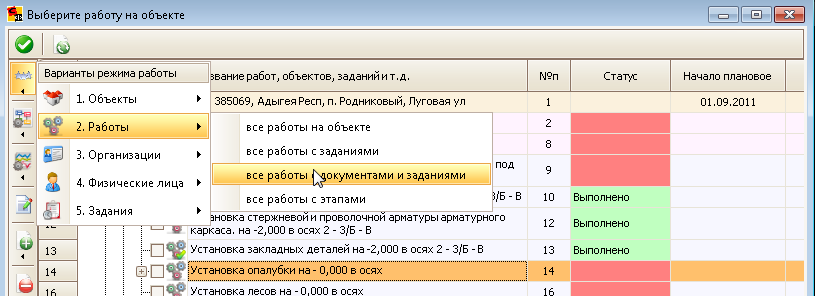 Выберите работу на объекте
Варианты режима работы
1. Объекты
2. Работы
3. Организации
4. Физические лица
5. Задания
все работы на объекте
все работы с заданиями
все работы документами и заданиями
все работы с этапами
работ, объектов, заданий и т.д.
№п
Статус
Начало плановое
385069, Адыгея Респ, п. Родниковый, Луговая ул
1
01.09.2011
2
8
под
9
3/Б - В
10
Выполнено
12
Установка стержневой и проволочной арматуры арматурного
каркаса. на -2,000 в осях 2 - 3/Б - В
12
Выполнено
13
Установка закладных деталей на -2,000 в осях 2 - 3/Б - В
13
Выполнено
14
Установка опалубки на - 0,000 в осях
14
Установка лесов на - 0,000 в осях
16